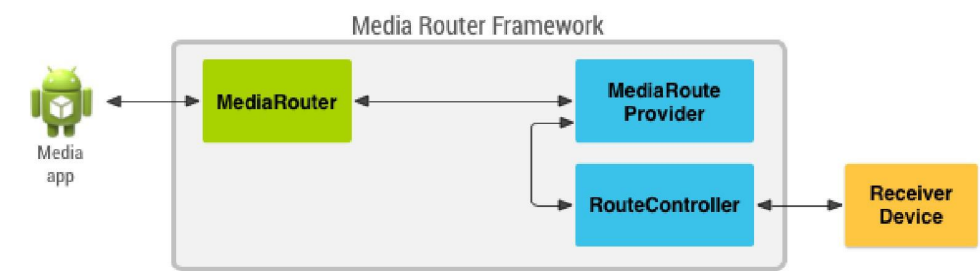 Media Router Framework
Media
app
MediaRouter
MediaRoute
Provider
RouteController
Receiver
Device